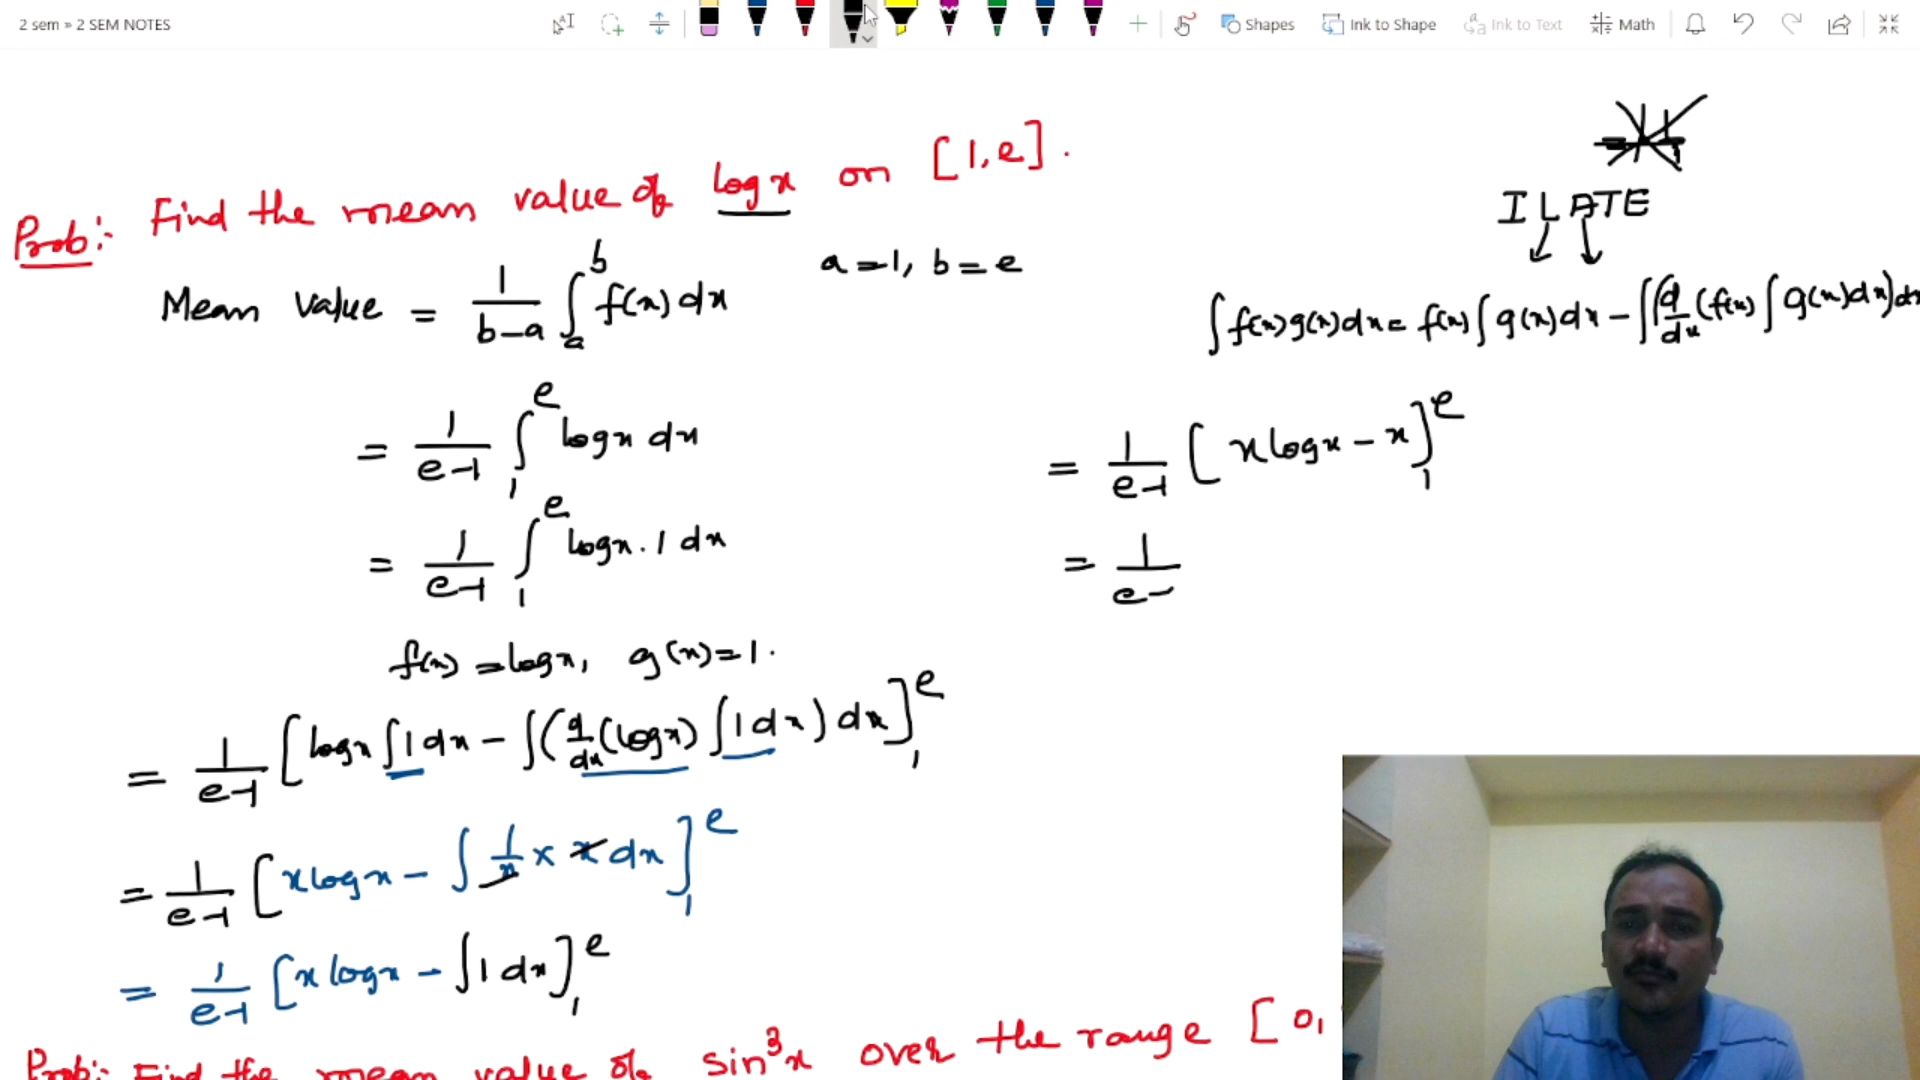 2 sem » 2 SEM NOTES
Shapes Ink to Shape Ink to Text Math
Prob:- Find the mean value of log x on [1,e].
Mean Value = 1/(b-a) ∫_a^b f(x) dx   a=1, b=e
= 1/(e-1) ∫_1^e log x dx
= 1/(e-1) ∫_1^e log x . 1 dx
f(x) = log x, g(x) = 1.
= 1/(e-1) [log x ∫1 dx - ∫(d/dx (log x) ∫1 dx) dx]_1^e
= 1/(e-1) [x log x - ∫ 1/x × x dx]_1^e
= 1/(e-1) [x log x - ∫1 dx]_1^e
ILATE
∫f(x)g(x)dx = f(x)∫g(x)dx - ∫(d/dx (f(x) ∫g(x)dx) dx
= 1/(e-1) [x log x - x]_1^e
= 1/(e-
Prob:- Find the mean value of sin³x over the range [0,